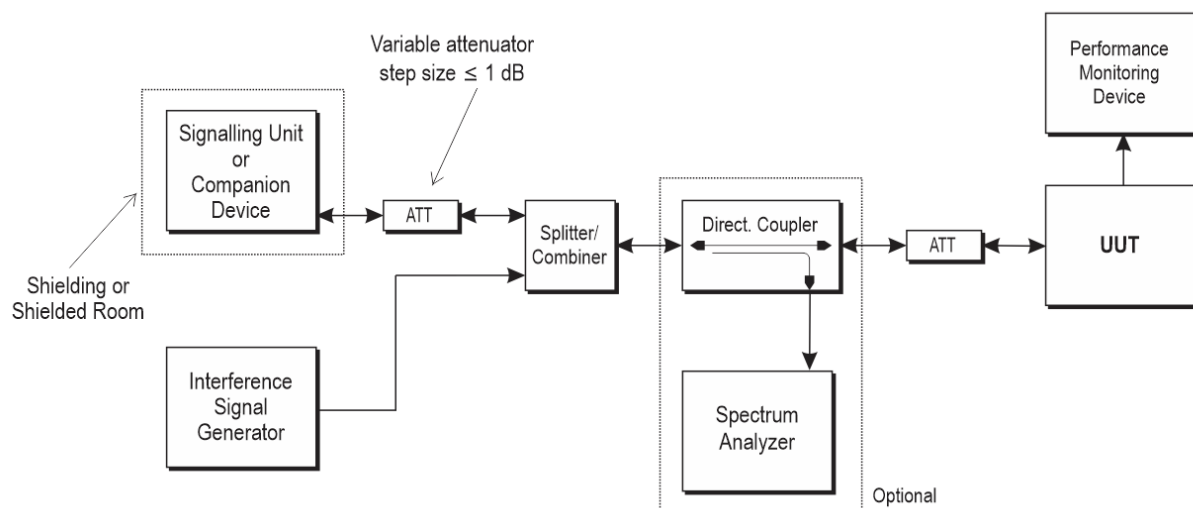 Variable attenuator
step size ≤ 1 dB
Performance
Monitoring
Device
Signalling Unit
or
Companion
Device
ATT
Splitter/
Combiner
Direct. Coupler
ATT
UUT
Shielding or
Shielded Room
Interference
Signal
Generator
Spectrum
Analyzer
Optional